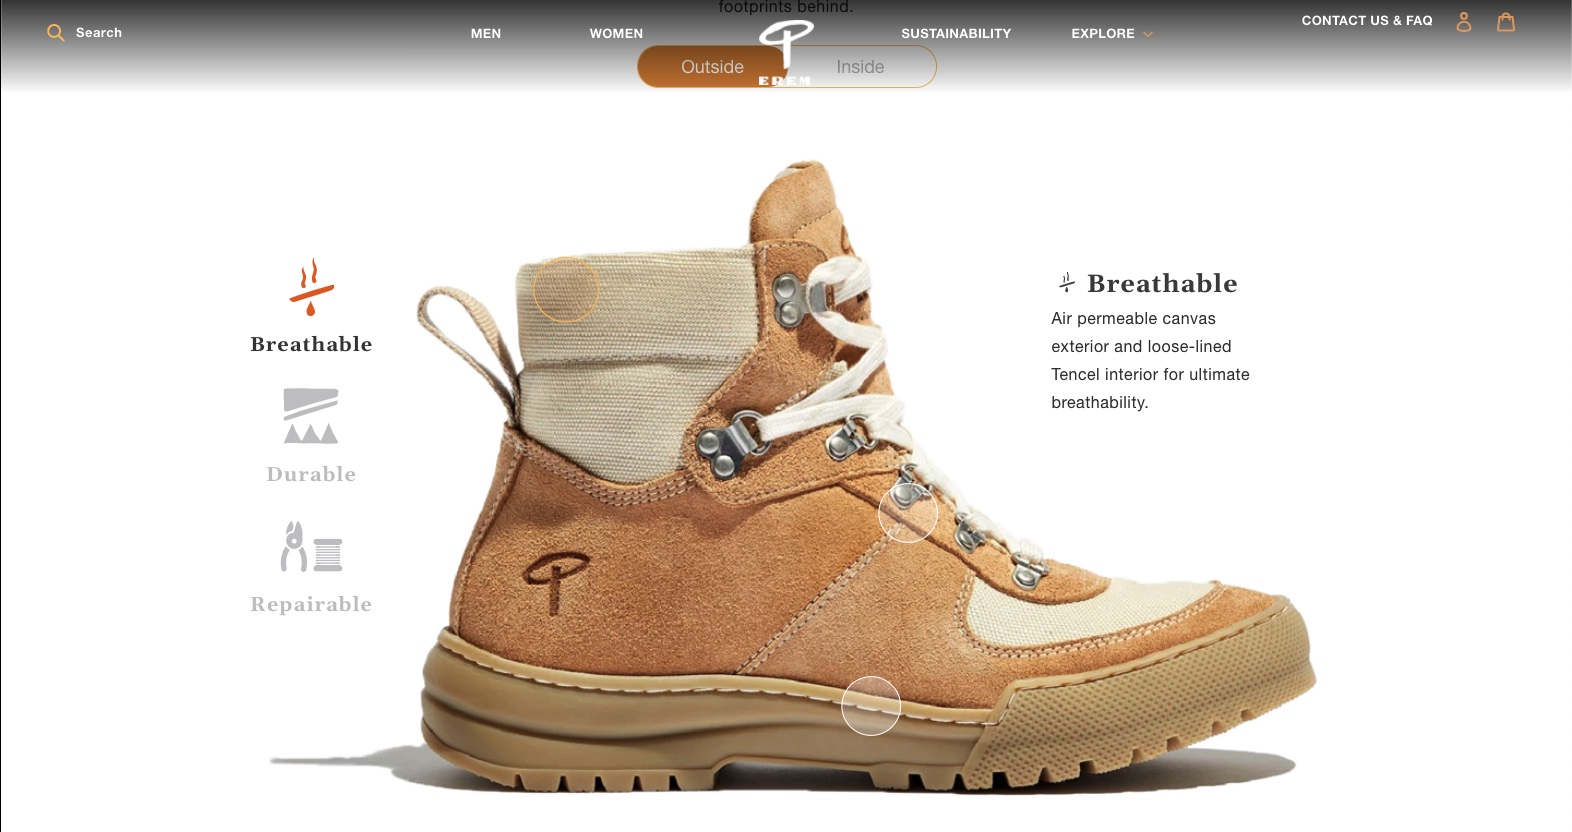 footprints behind.
Search
MEN
WOMEN
EREM
SUSTAINABILITY
EXPLORE
CONTACT US & FAQ
Outside
Inside
Breathable
Durable
Repairable
Breathable
Air permeable canvas
exterior and loose-lined
Tencel interior for ultimate
breathability.